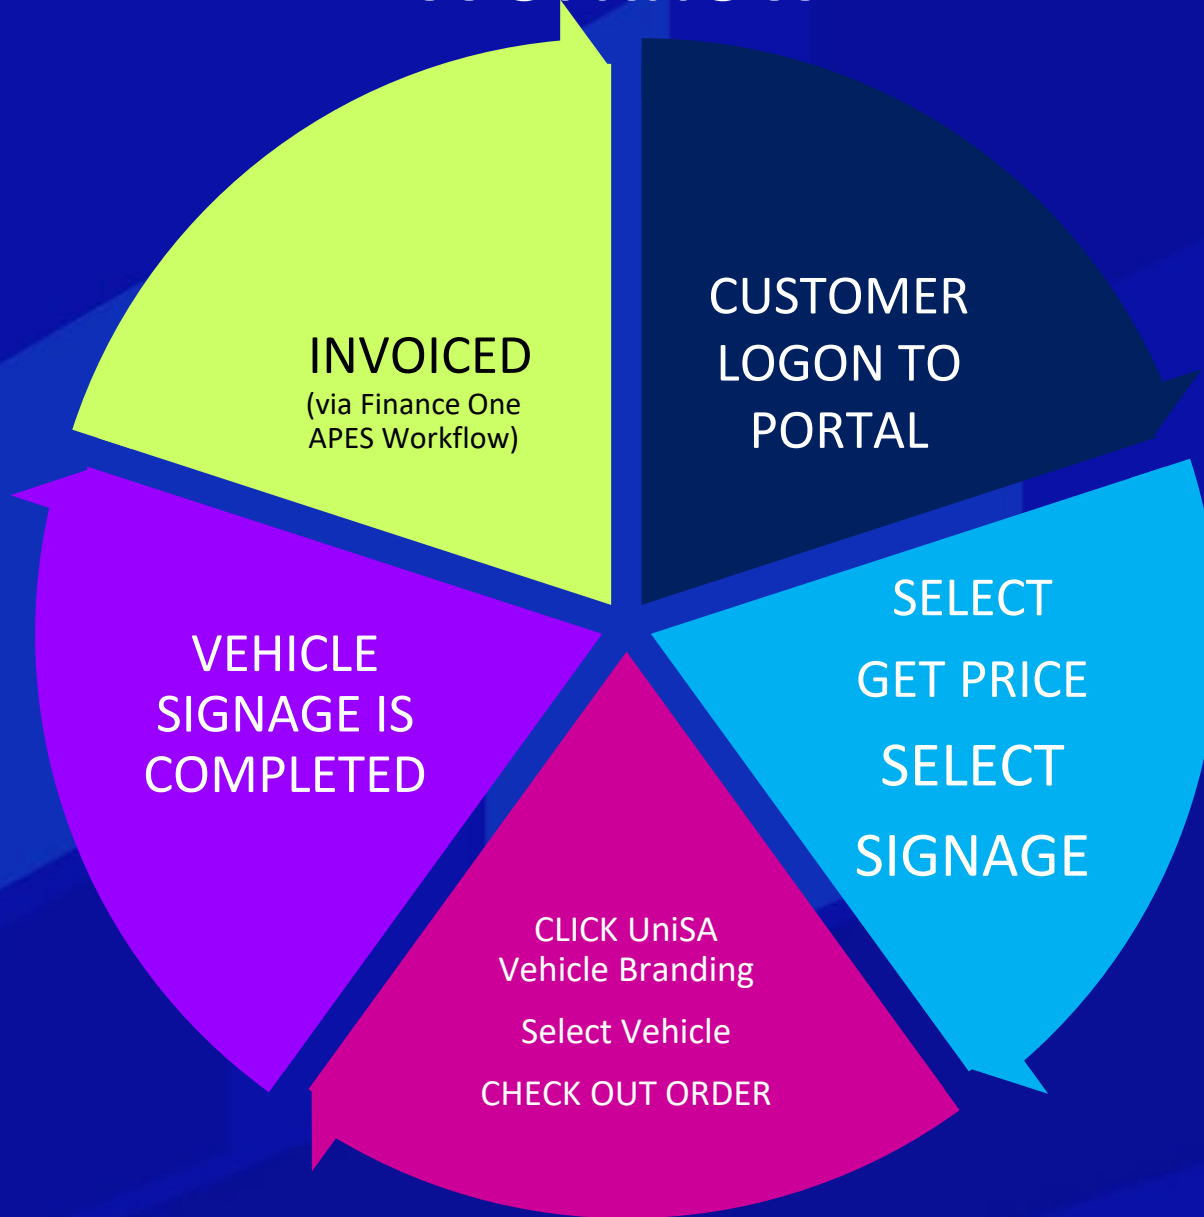 CUSTOMER
LOGON TO
PORTAL
SELECT
GET PRICE
SELECT
SIGNAGE
CLICK UniSA
Vehicle Branding
Select Vehicle
CHECK OUT ORDER
VEHICLE
SIGNAGE IS
COMPLETED
INVOICED
(via Finance One
APES Workflow)